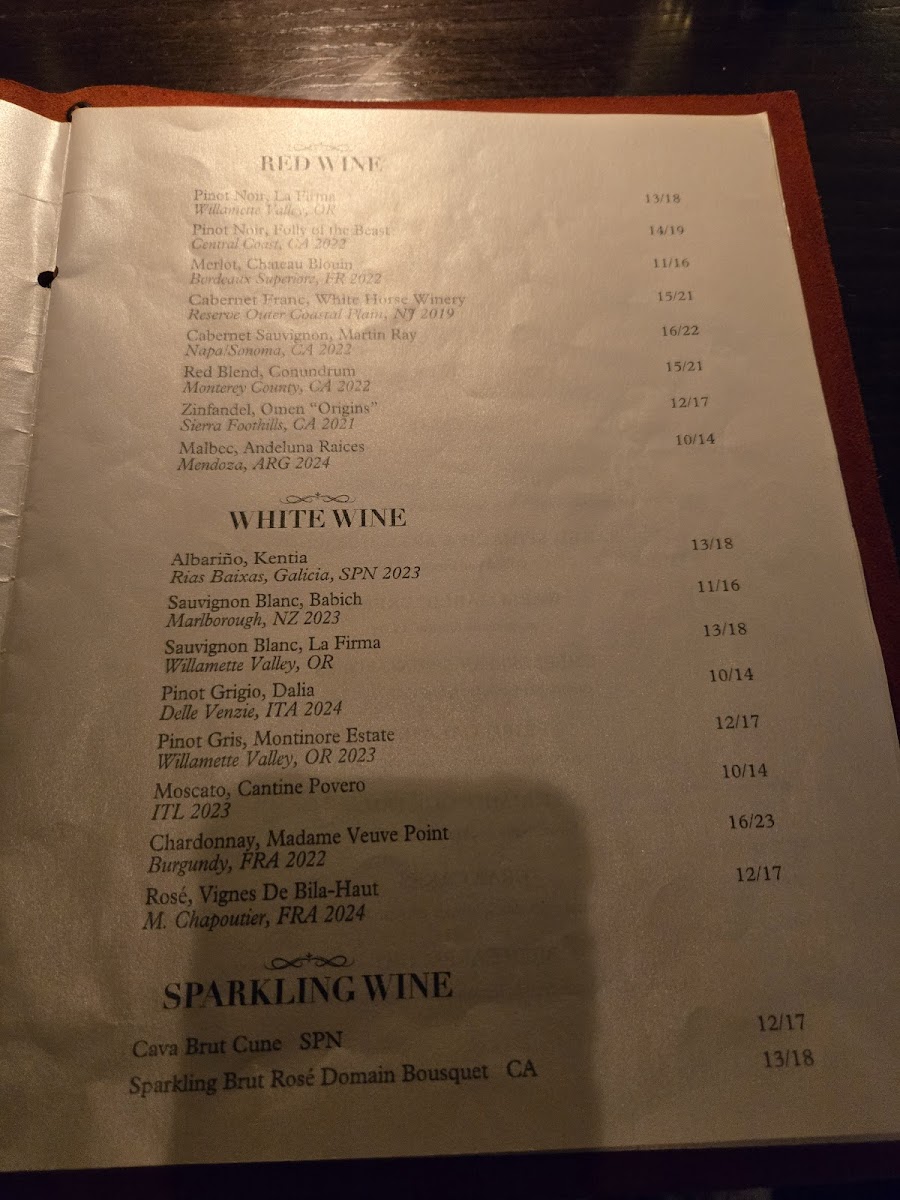 RED WINE
Pinot Noir, La Firma 13/18
Willamette Valley, OR
Pinot Noir, Folly of the Beast 14/19
Central Coast, CA 2022
Merlot, Chateau Blouin 11/16
Bordeaux Superiore, FR 2022
Cabernet Franc, White Horse Winery 15/21
Reserve Outer Coastal Plain, NJ 2019
Cabernet Sauvignon, Martin Ray 16/22
Napa/Sonoma, CA 2022
Red Blend, Conundrum 15/21
Monterey County, CA 2022
Zinfandel, Omen “Origins” 12/17
Sierra Foothills, CA 2021
Malbec, Andeluna Raices 10/14
Mendoza, ARG 2024
WHITE WINE
Albariño, Kentia 13/18
Rias Baixas, Galicia, SPN 2023
Sauvignon Blanc, Babich 11/16
Marlborough, NZ 2023
Sauvignon Blanc, La Firma 13/18
Willamette Valley, OR
Pinot Grigio, Dalia 10/14
Delle Venzie, ITA 2024
Pinot Gris, Montinore Estate 12/17
Willamette Valley, OR 2023
Moscato, Cantine Povero 10/14
ITL 2023
Chardonnay, Madame Veuve Point 16/23
Burgundy, FRA 2022
Rosé, Vignes De Bila-Haut 12/17
M. Chapoutier, FRA 2024
SPARKLING WINE
Cava Brut Cune SPN 12/17
Sparkling Brut Rosé Domain Bousquet CA 13/18